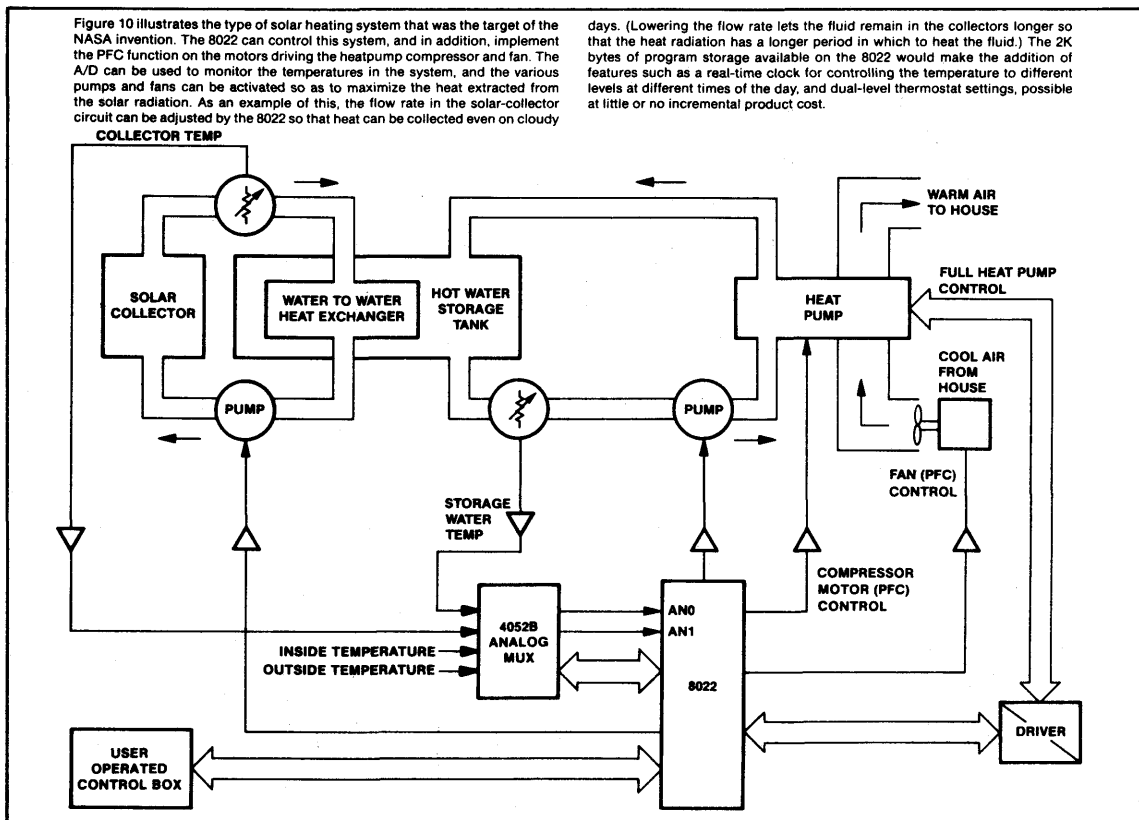 Figure 10 illustrates the type of solar heating system that was the target of the
NASA invention. The 8022 can control this system, and in addition, implement
the PFC function on the motors driving the heatpump compressor and fan. The
A/D can be used to monitor the temperatures in the system, and the various
pumps and fans can be activated so as to maximize the heat extracted from
the solar radiation. As an example of this, the flow rate in the solar-collector
circuit can be adjusted by the 8022 so that heat can be collected even on cloudy
days. (Lowering the flow rate lets the fluid remain in the collectors longer so
that the heat radiation has a longer period in which to heat the fluid.) The 2K
bytes of program storage available on the 8022 would make the addition of
features such as a real-time clock for controlling the temperature to different
levels at different times of the day, and dual-level thermostat settings, possible
at little or no incremental product cost.
COLLECTOR TEMP
WARM AIR
TO HOUSE
SOLAR
COLLECTOR
WATER TO WATER
HEAT EXCHANGER
HOT WATER
STORAGE
TANK
HEAT
PUMP
FULL HEAT PUMP
CONTROL
COOL AIR
FROM
HOUSE
PUMP
PUMP
FAN (PFC)
CONTROL
STORAGE
WATER
TEMP
COMPRESSOR
MOTOR (PFC)
CONTROL
4052B
ANALOG
MUX
AN0
AN1
INSIDE TEMPERATURE
OUTSIDE TEMPERATURE
8022
DRIVER
USER
OPERATED
CONTROL BOX